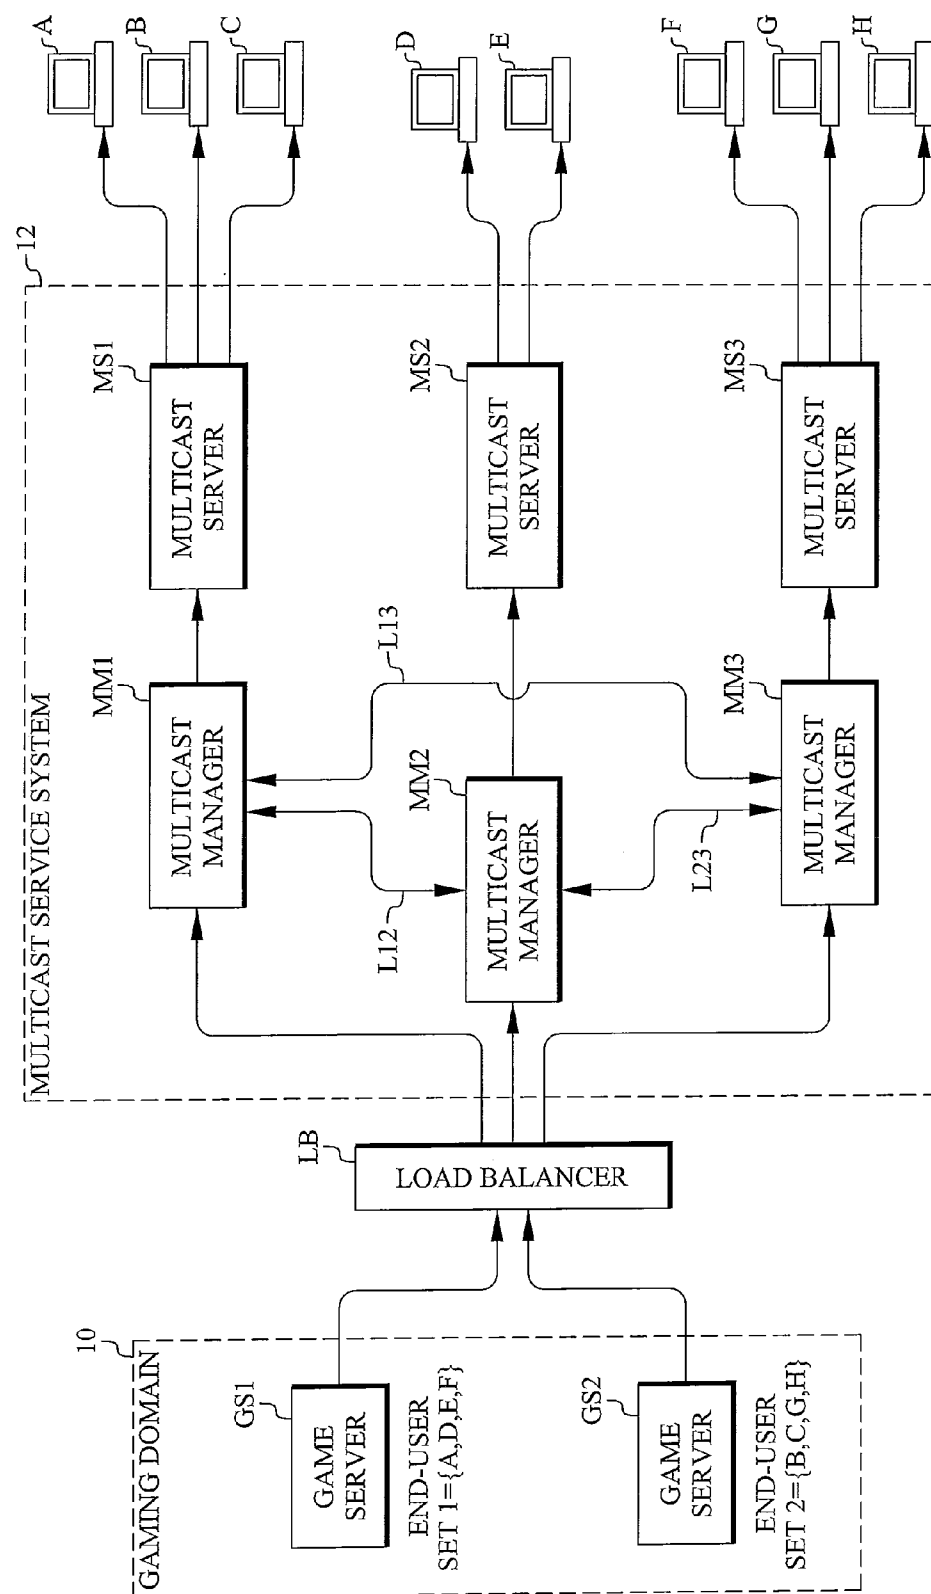 GAMING DOMAIN
10
GS1
GAME
SERVER
END-USER
SET 1={A,D,E,F}
GS2
GAME
SERVER
END-USER
SET 2={B,C,G,H}
LB
LOAD BALANCER
MULTICAST SERVICE SYSTEM
12
MM1
MULTICAST
MANAGER
L12
L13
MM2
MULTICAST
MANAGER
L23
MM3
MULTICAST
MANAGER
MS1
MULTICAST
SERVER
MS2
MULTICAST
SERVER
MS3
MULTICAST
SERVER
A
B
C
D
E
F
G
H